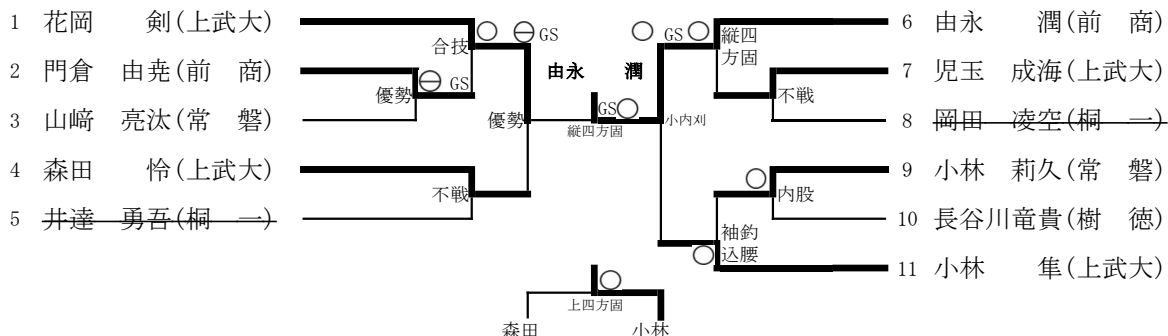 1 花岡　剣(上武大)
2 門倉　由尭(前　商)
3 山﨑　亮汰(常　磐)
4 森田　怜(上武大)
5 井達　勇吾(桐　一)
合技
GS
GS
優勢
優勢
不戦
由永　潤
GS
縦四方固
GS
縦四
方固
小内刈
不戦
内股
袖釣
込腰
6 由永　潤(前　商)
7 児玉　成海(上武大)
8 岡田　凌空(桐　一)
9 小林　莉久(常　磐)
10 長谷川竜貴(樹　徳)
11 小林　隼(上武大)
上四方固
森田　小林